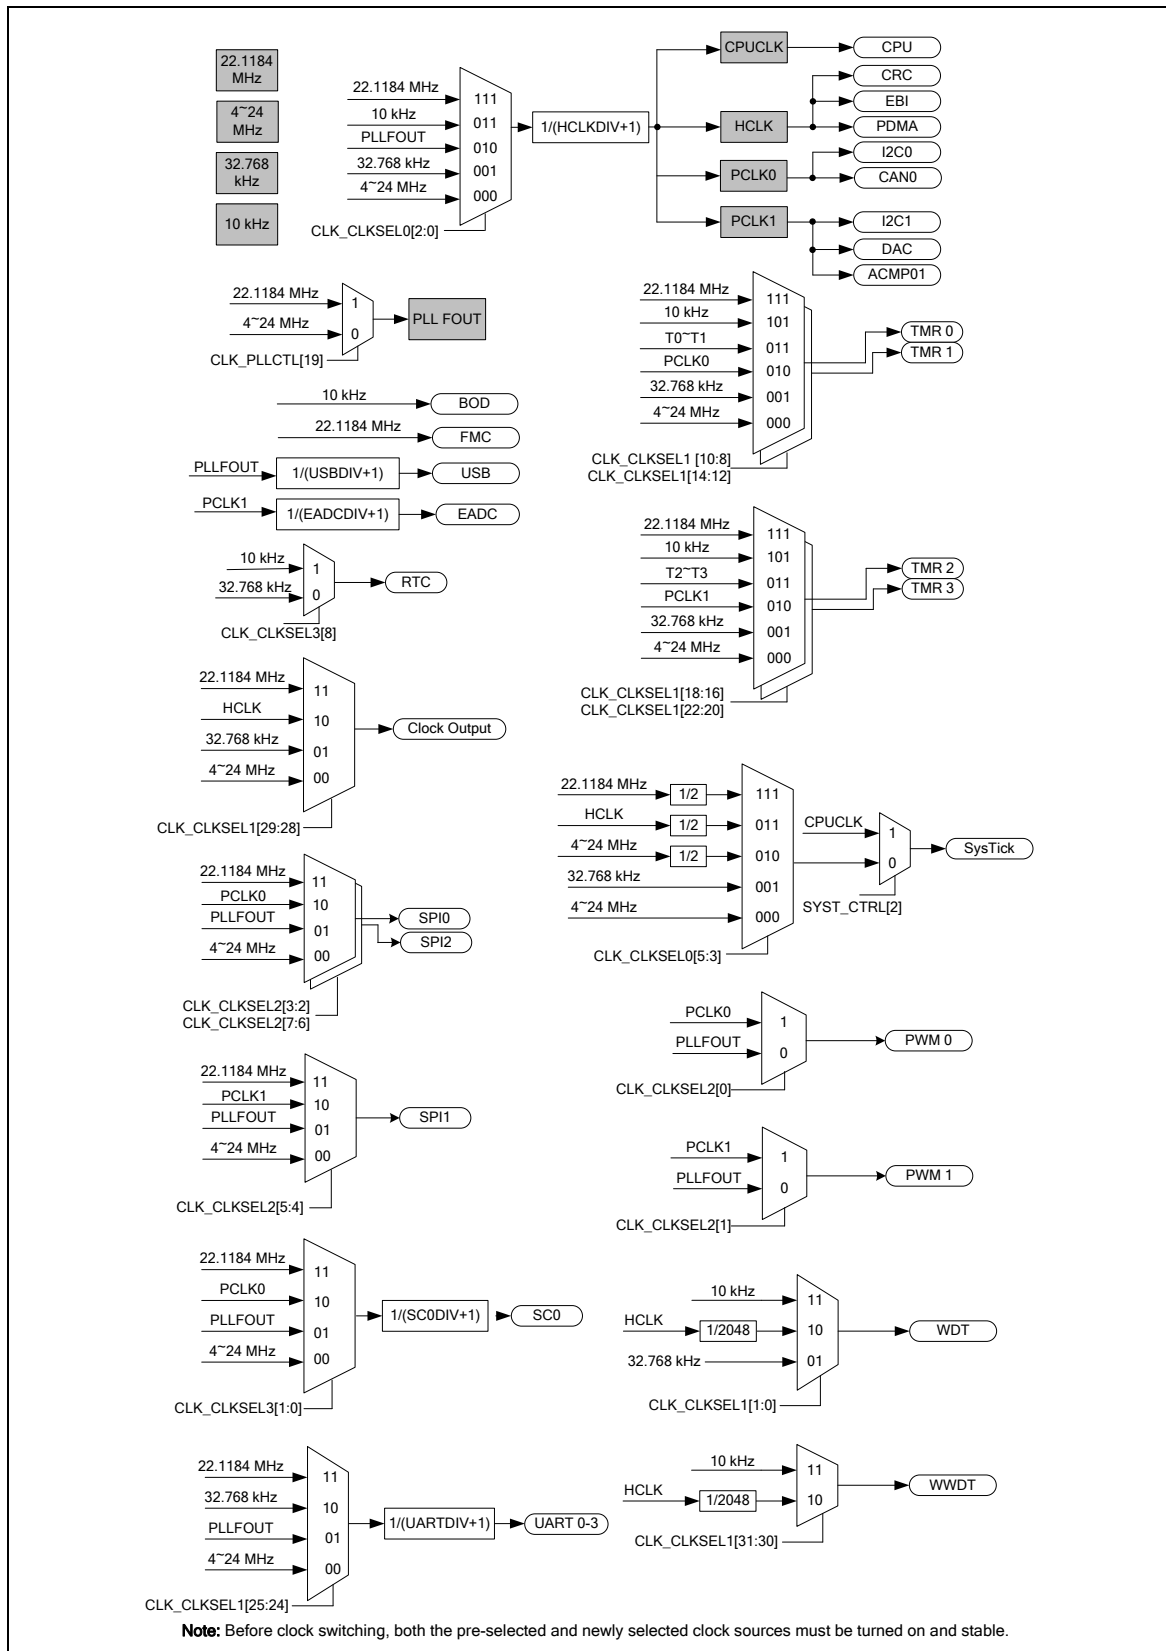 22.1184
MHz
4~24
MHz
32.768
kHz
10 kHz
22.1184 MHz
10 kHz
PLLFOUT
32.768 kHz
4~24 MHz
111
011
010
001
000
CLK_CLKSEL0[2:0]
1/(HCLKDIV+1)
CPUCLK
HCLK
PCLK0
PCLK1
CPU
CRC
EBI
PDMA
I2C0
CAN0
I2C1
DAC
ACMP01
22.1184 MHz
4~24 MHz
1
0
CLK_PLLCTL[19]
PLL FOUT
10 kHz
BOD
22.1184 MHz
FMC
PLLFOUT
1/(USBDIV+1)
USB
PCLK1
1/(EADCDIV+1)
EADC
10 kHz
32.768 kHz
1
0
RTC
CLK_CLKSEL3[8]
22.1184 MHz
HCLK
32.768 kHz
4~24 MHz
11
10
01
00
Clock Output
CLK_CLKSEL1[29:28]
22.1184 MHz
PCLK0
PLLFOUT
4~24 MHz
11
10
01
00
SPI0
SPI2
CLK_CLKSEL2[3:2]
CLK_CLKSEL2[7:6]
22.1184 MHz
PCLK1
PLLFOUT
4~24 MHz
11
10
01
00
SPI1
CLK_CLKSEL2[5:4]
22.1184 MHz
PCLK0
PLLFOUT
4~24 MHz
11
10
01
00
1/(SC0DIV+1)
SC0
CLK_CLKSEL3[1:0]
22.1184 MHz
32.768 kHz
PLLFOUT
4~24 MHz
11
10
01
00
1/(UARTDIV+1)
UART 0-3
CLK_CLKSEL1[25:24]
22.1184 MHz
10 kHz
T0~T1
PCLK0
32.768 kHz
4~24 MHz
111
101
011
010
001
000
TMR 0
TMR 1
CLK_CLKSEL1 [10:8]
CLK_CLKSEL1[14:12]
22.1184 MHz
10 kHz
T2~T3
PCLK1
32.768 kHz
4~24 MHz
111
101
011
010
001
000
TMR 2
TMR 3
CLK_CLKSEL1[18:16]
CLK_CLKSEL1[22:20]
22.1184 MHz
HCLK
4~24 MHz
32.768 kHz
4~24 MHz
1/2
1/2
1/2
111
011
010
001
000
CLK_CLKSEL0[5:3]
CPUCLK
1
0
SYST_CTRL[2]
SysTick
PCLK0
PLLFOUT
1
0
PWM 0
CLK_CLKSEL2[0]
PCLK1
PLLFOUT
1
0
PWM 1
CLK_CLKSEL2[1]
10 kHz
HCLK
1/2048
32.768 kHz
11
10
01
WDT
CLK_CLKSEL1[1:0]
10 kHz
HCLK
1/2048
11
10
WWDT
CLK_CLKSEL1[31:30]
Note: Before clock switching, both the pre-selected and newly selected clock sources must be turned on and stable.